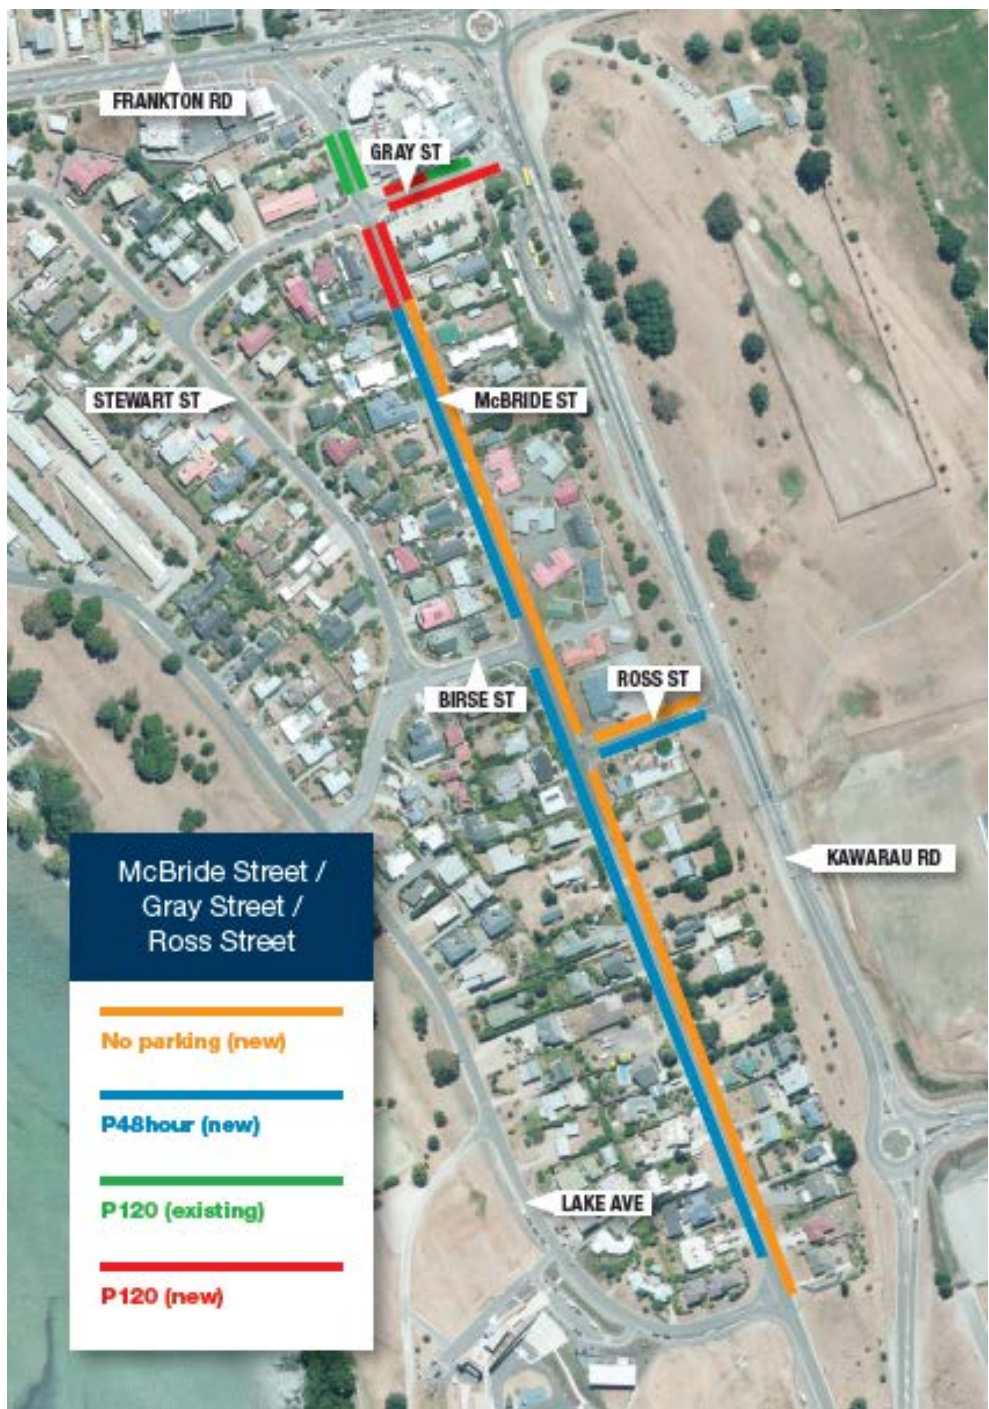 FRANKTON RD
GRAY ST
STEWART ST
McBRIDE ST
BIRSE ST
ROSS ST
KAWARAU RD
McBride Street /
Gray Street /
Ross Street
No parking (new)
P48hour (new)
P120 (existing)
P120 (new)
LAKE AVE